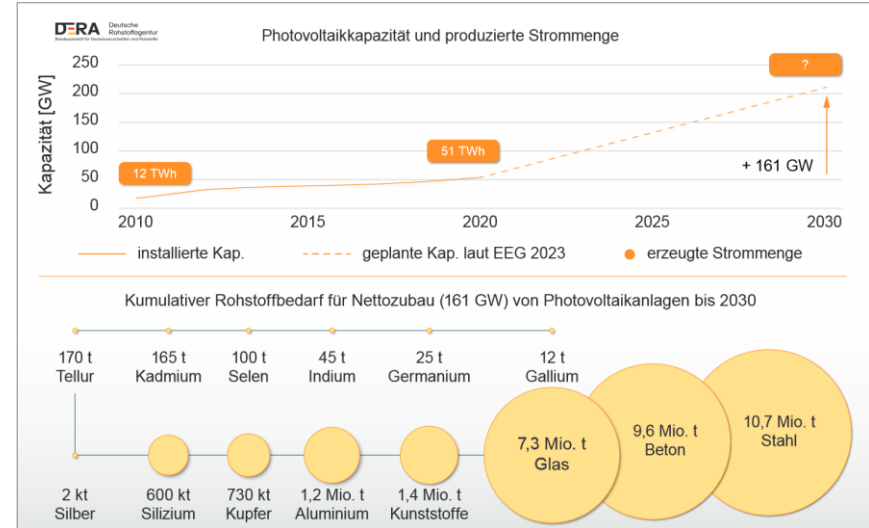 DERA Deutsche
Rohstoffagentur
Photovoltaikkapazität und produzierte Strommenge
Kapazität [GW]
250
200
150
100
50
0
12 TWh
51 TWh
?
+ 161 GW
2010 2015 2020 2025 2030
installierte Kap. geplante Kap. laut EEG 2023 erzeugte Strommenge
Kumulativer Rohstoffbedarf für Nettozubau (161 GW) von Photovoltaikanlagen bis 2030
170 t
Tellur
165 t
Kadmium
100 t
Selen
45 t
Indium
25 t
Germanium
12 t
Gallium
2 kt
Silber
600 kt
Silizium
730 kt
Kupfer
1,2 Mio. t
Aluminium
1,4 Mio. t
Kunststoffe
7,3 Mio. t
Glas
9,6 Mio. t
Beton
10,7 Mio. t
Stahl